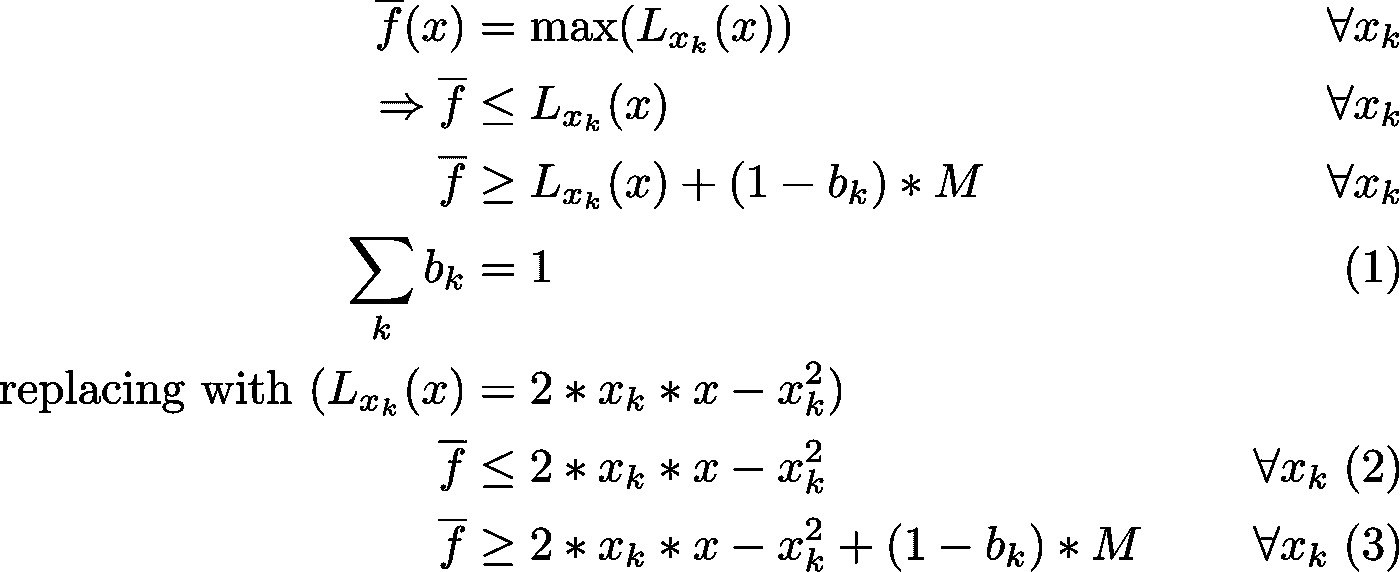 f̅(x) = max(L_{x_k}(x)) ∀x_k
⇒ f̅ ≤ L_{x_k}(x) ∀x_k
f̅ ≥ L_{x_k}(x) + (1 − b_k) ∗ M ∀x_k
∑_k b_k = 1 (1)
replacing with (L_{x_k}(x) = 2 ∗ x_k ∗ x − x_k^2)
f̅ ≤ 2 ∗ x_k ∗ x − x_k^2 ∀x_k (2)
f̅ ≥ 2 ∗ x_k ∗ x − x_k^2 + (1 − b_k) ∗ M ∀x_k (3)